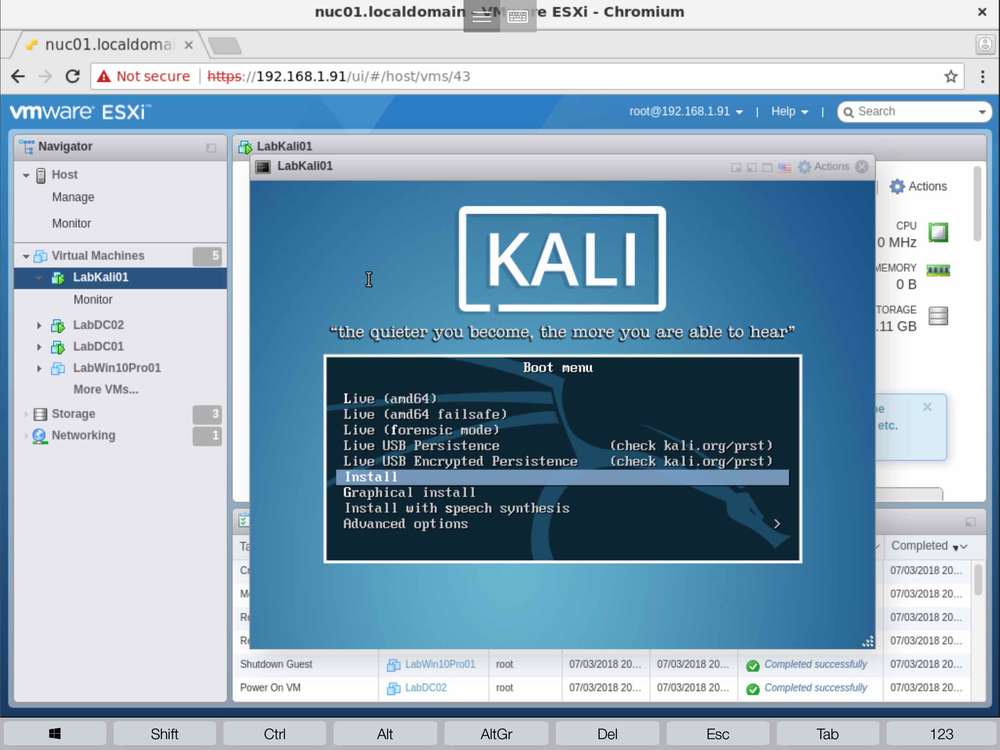 nuc01.localdomain - VMware ESXi - Chromium
nuc01.localdomai
Not secure https://192.168.1.91/ui/#/host/vms/43
vmware ESXi™
root@192.168.1.91 | Help | Search
Navigator
Host
Manage
Monitor
Virtual Machines 5
LabKali01
Monitor
LabDC02
LabDC01
LabWin10Pro01
More VMs...
Storage 3
Networking 1
LabKali01
LabKali01 Actions
Actions
CPU
0 MHz
MEMORY
0 B
.11 GB
etc.
KALI
“the quieter you become, the more you are able to hear”
Boot menu
Live (amd64)
Live (amd64 failsafe)
Live (forensic mode)
Live USB Persistence (check kali.org/prst)
Live USB Encrypted Persistence (check kali.org/prst)
Install
Graphical install
Install with speech synthesis
Advanced options >
Completed
07/03/2018 20...
07/03/2018 20...
07/03/2018 20...
07/03/2018 20...
Shutdown Guest LabWin10Pro01 root 07/03/2018 20... 07/03/2018 20... Completed successfully 07/03/2018 20...
Power On VM LabDC02 root 07/03/2018 20... 07/03/2018 20... Completed successfully 07/03/2018 20...
Shift Ctrl Alt AltGr Del Esc Tab 123